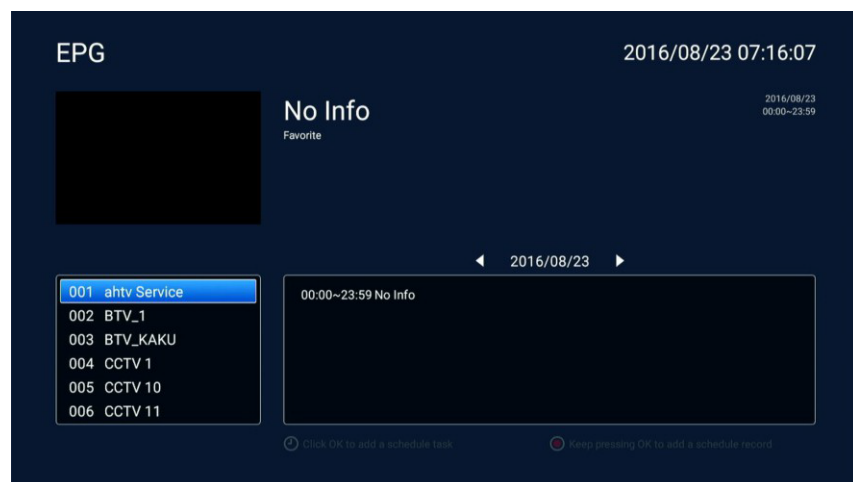 EPG
2016/08/23 07:16:07
No Info
Favorite
2016/08/23
00:00~23:59
2016/08/23
001 ahtv Service
002 BTV_1
003 BTV_KAKU
004 CCTV 1
005 CCTV 10
006 CCTV 11
00:00~23:59 No Info
Click OK to add a schedule task
Keep pressing OK to add a schedule record